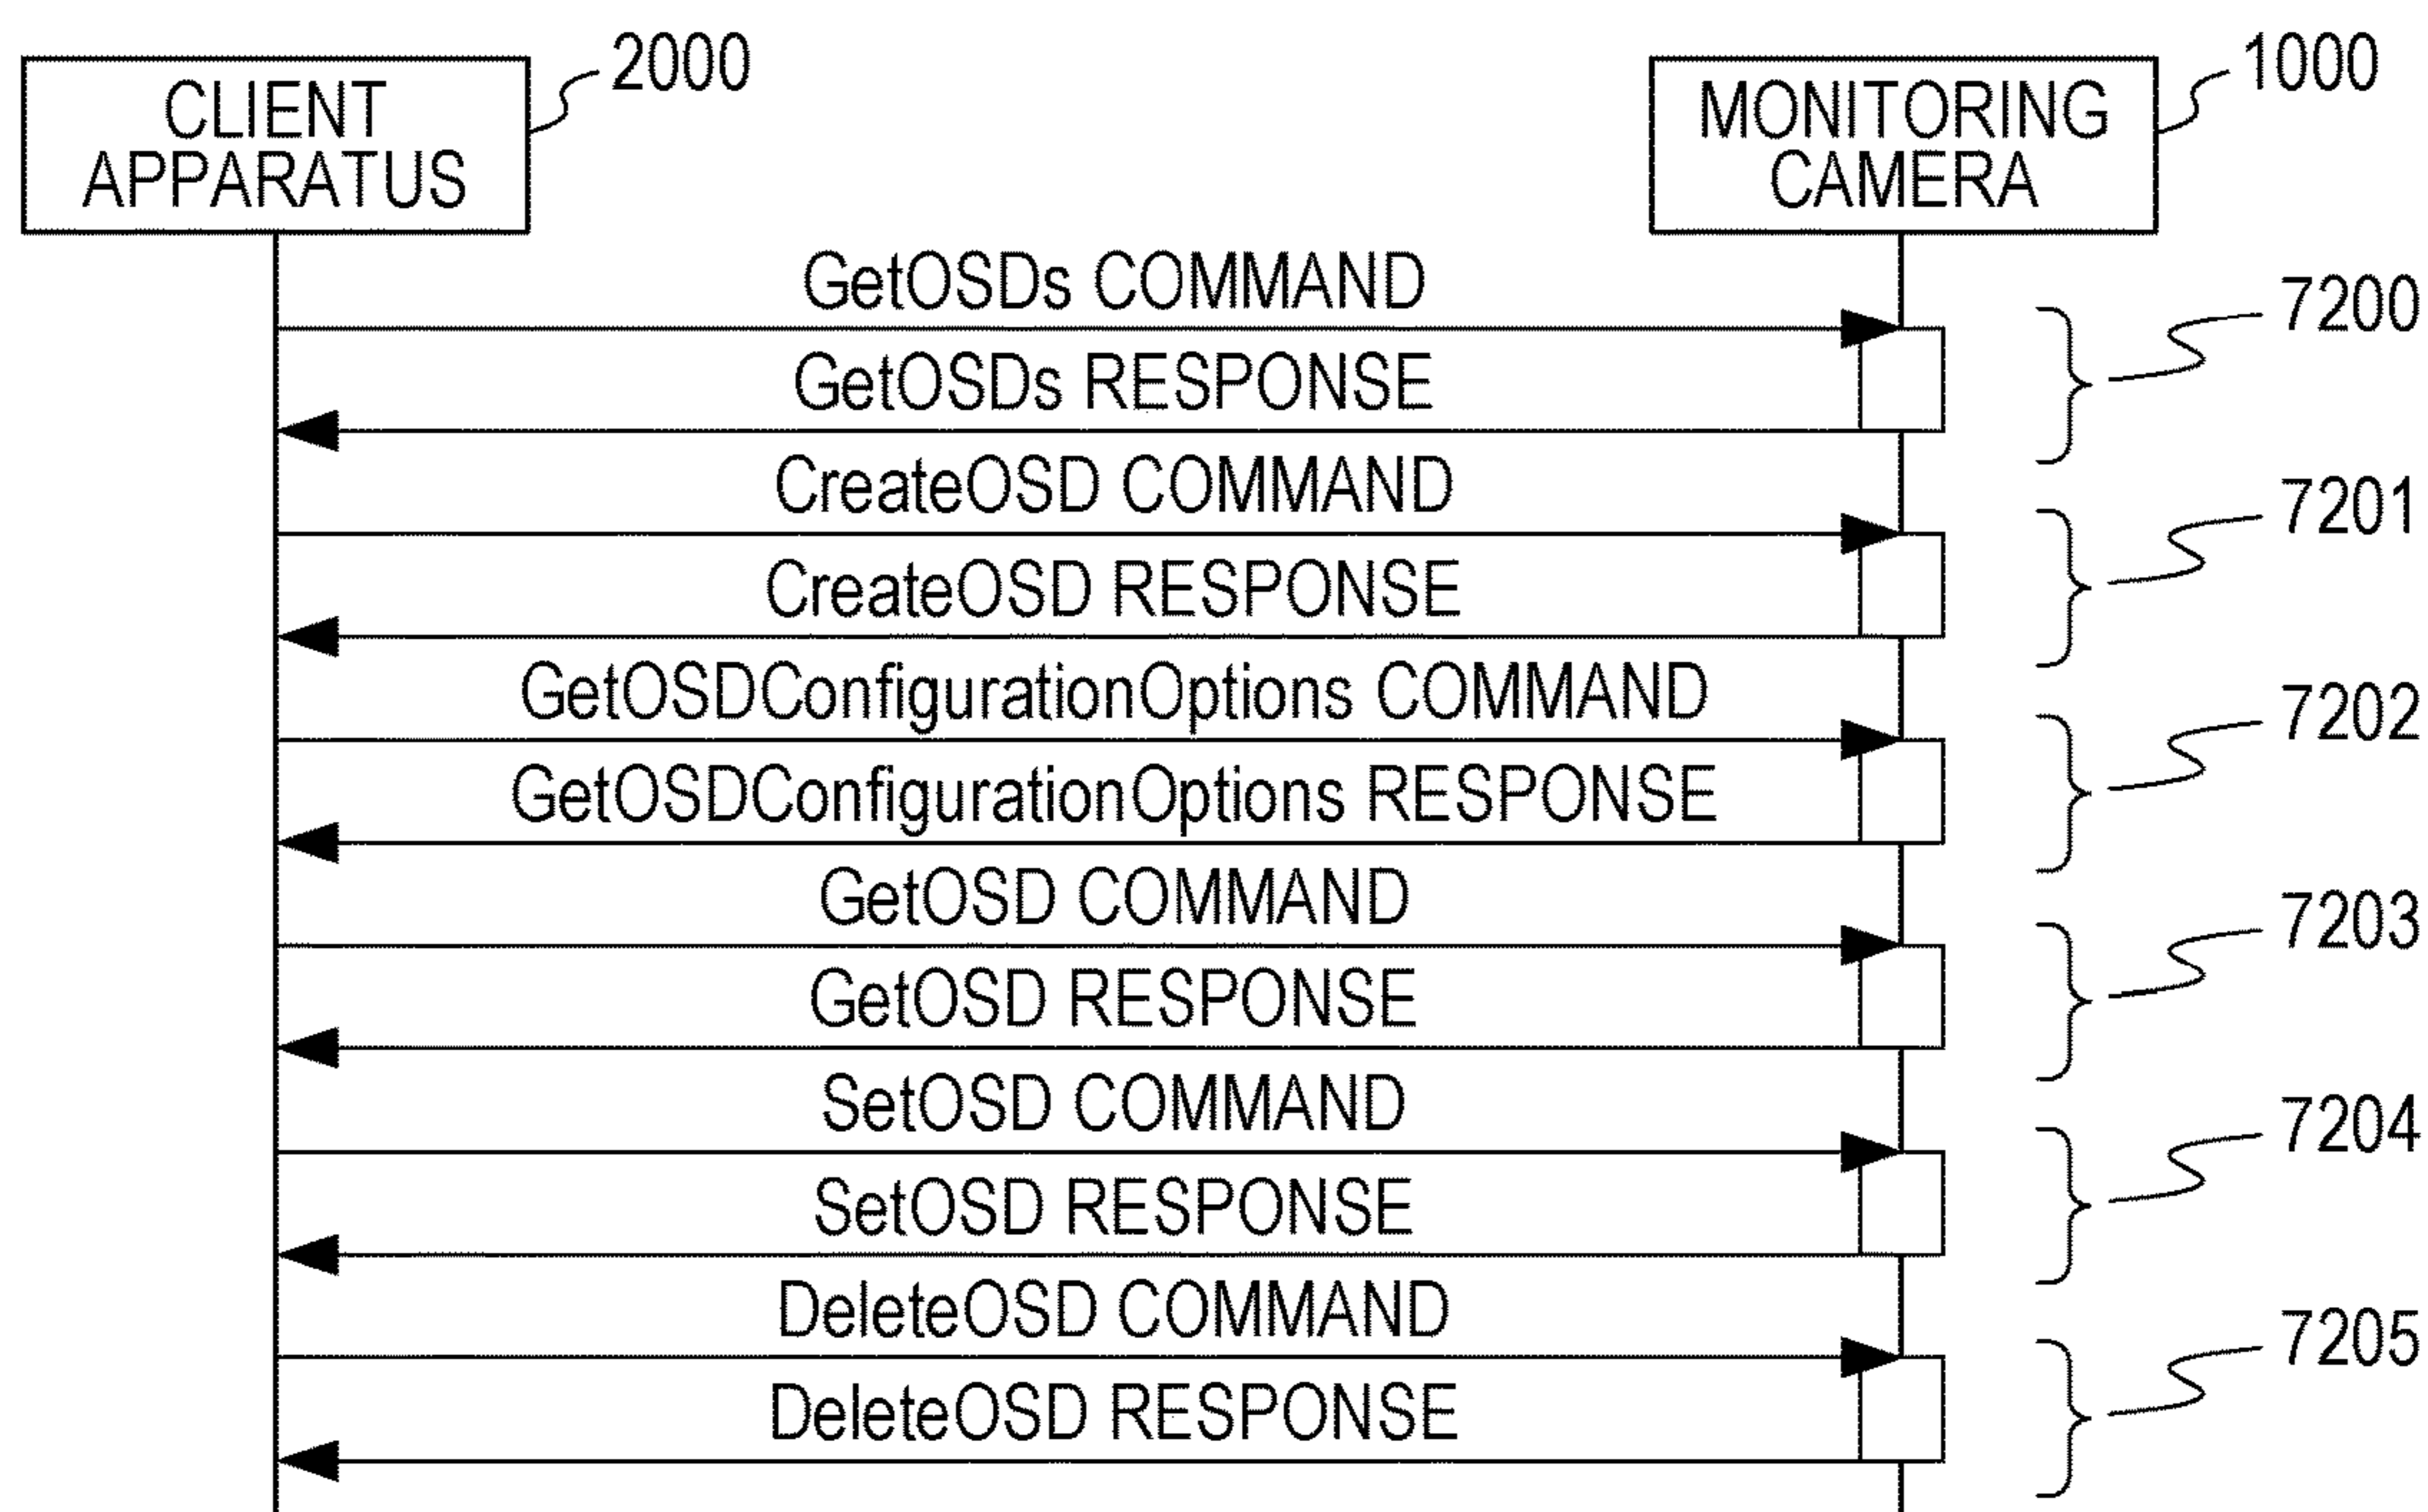 CLIENT
APPARATUS
2000
MONITORING
CAMERA
1000
GetOSDs COMMAND
7200
GetOSDs RESPONSE
CreateOSD COMMAND
7201
CreateOSD RESPONSE
GetOSDConfigurationOptions COMMAND
7202
GetOSDConfigurationOptions RESPONSE
GetOSD COMMAND
7203
GetOSD RESPONSE
SetOSD COMMAND
7204
SetOSD RESPONSE
DeleteOSD COMMAND
7205
DeleteOSD RESPONSE